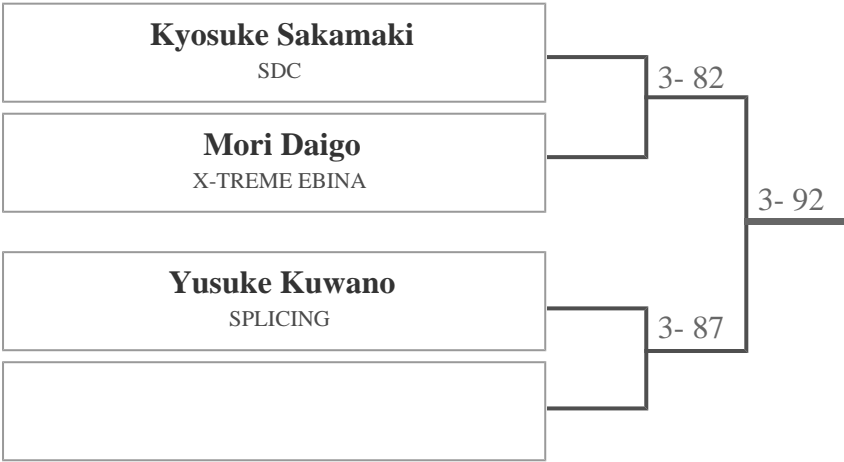 Kyosuke Sakamaki
SDC
3- 82
Mori Daigo
X-TREME EBINA
3- 92
Yusuke Kuwano
SPLICING
3- 87